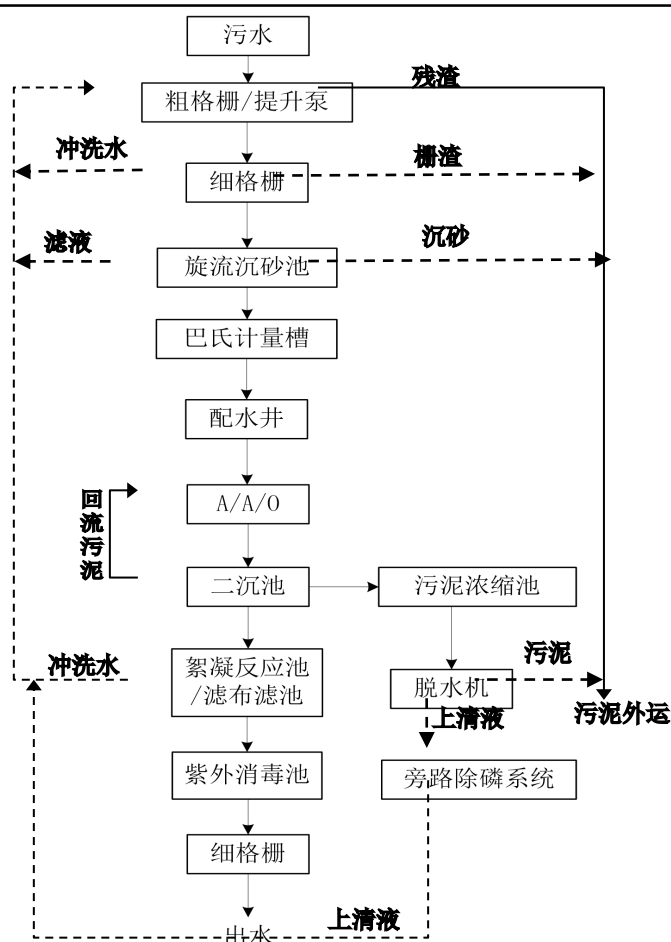 污水
粗格栅/提升泵
残渣
冲洗水
细格栅
栅渣
滤液
旋流沉砂池
沉砂
巴氏计量槽
配水井
回流污泥
A/A/O
二沉池
污泥浓缩池
冲洗水
絮凝反应池
/滤布滤池
脱水机
污泥
上清液
污泥外运
紫外消毒池
旁路除磷系统
细格栅
上清液
出水